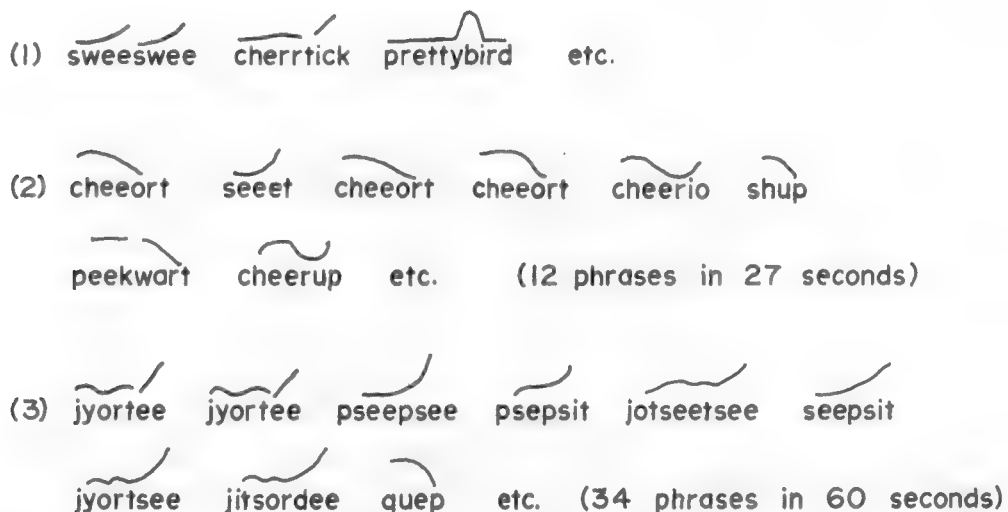 (1) sweeswee cherrtick prettybird etc.
(2) cheeort seeet cheeort cheeort cheerio shup
peekwart cheerup etc. (12 phrases in 27 seconds)
(3) jyortee jyortee pseepsee psepsit jotseetsee seepsit
jyortsee jitsordee quep etc. (34 phrases in 60 seconds)